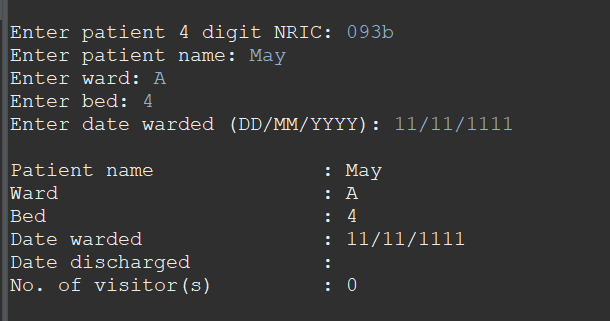 Enter patient 4 digit NRIC: 093b
Enter patient name: May
Enter ward: A
Enter bed: 4
Enter date warded (DD/MM/YYYY): 11/11/1111
Patient name : May
Ward : A
Bed : 4
Date warded : 11/11/1111
Date discharged :
No. of visitor(s) : 0